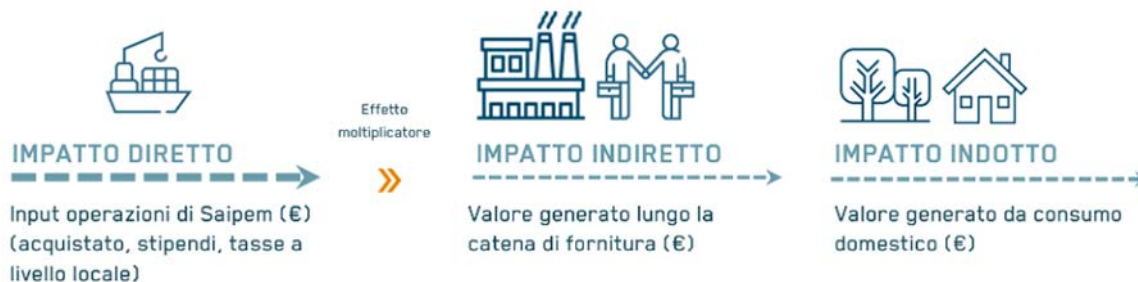 Effetto
moltiplicatore
IMPATTO DIRETTO
Input operazioni di Saipem (€)
(acquistato, stipendi, tasse a
livello locale)
IMPATTO INDIRETTO
Valore generato lungo la
catena di fornitura (€)
IMPATTO INDOTTO
Valore generato da consumo
domestico (€)